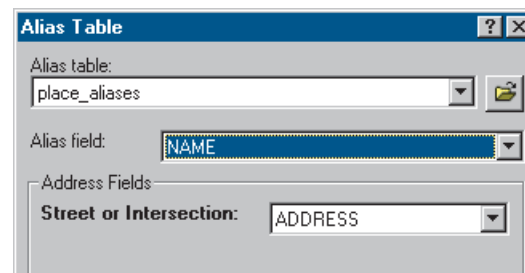 Alias Table
Alias table:
place_aliases
Alias field: NAME
Address Fields
Street or Intersection: ADDRESS